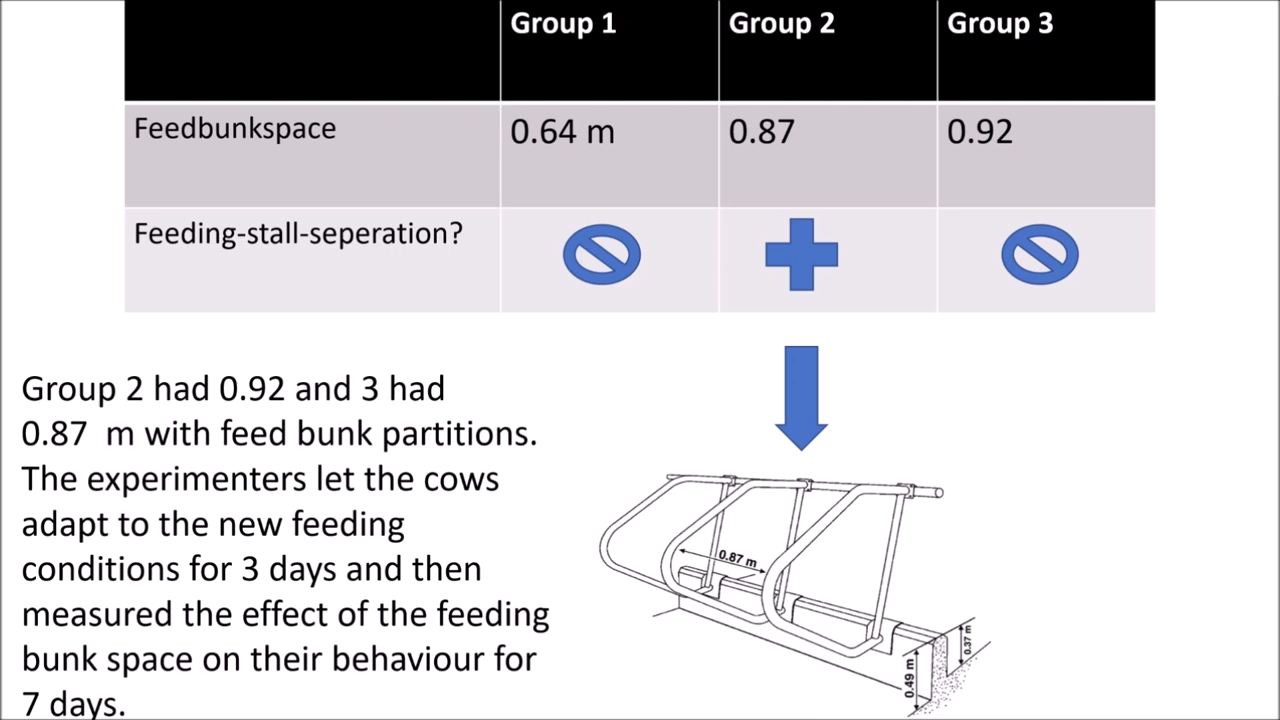 Group 1 Group 2 Group 3
Feedbunkspace 0.64 m 0.87 0.92
Feeding-stall-seperation?
Group 2 had 0.92 and 3 had
0.87 m with feed bunk partitions.
The experimenters let the cows
adapt to the new feeding
conditions for 3 days and then
measured the effect of the feeding
bunk space on their behaviour for
7 days.
0.87 m
0.37 m
0.49 m